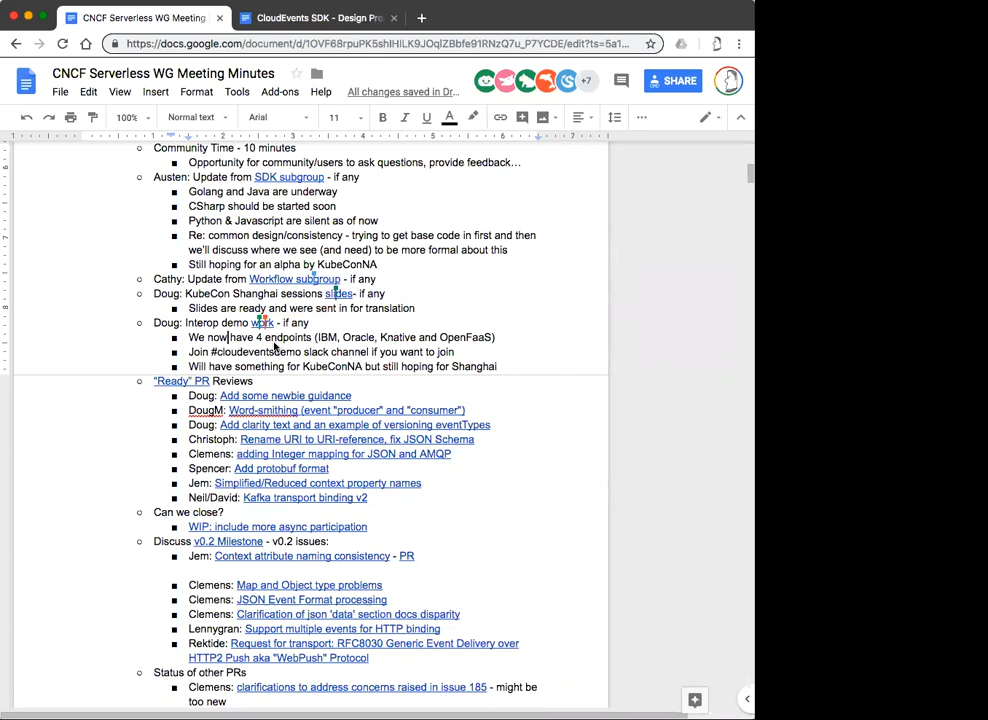 CNCF Serverless WG Meeting
CloudEvents SDK - Design Pro
https://docs.google.com/document/d/1OVF68rpuPK5shIHILK9JOqIZBbfe91RNzQ7u_P7YCDE/edit?ts=5a1...
CNCF Serverless WG Meeting Minutes
+7
SHARE
File Edit View Insert Format Tools Add-ons Help All changes saved in Dr...
100% Normal text Arial 11 B I U A
Community Time - 10 minutes
Opportunity for community/users to ask questions, provide feedback…
Austen: Update from SDK subgroup - if any
Golang and Java are underway
CSharp should be started soon
Python & Javascript are silent as of now
Re: common design/consistency - trying to get base code in first and then
we'll discuss where we see (and need) to be more formal about this
Still hoping for an alpha by KubeConNA
Cathy: Update from Workflow subgroup - if any
Doug: KubeCon Shanghai sessions slides- if any
Slides are ready and were sent in for translation
Doug: Interop demo work - if any
We now have 4 endpoints (IBM, Oracle, Knative and OpenFaaS)
Join #cloudeventsdemo slack channel if you want to join
Will have something for KubeConNA but still hoping for Shanghai
"Ready" PR Reviews
Doug: Add some newbie guidance
DougM: Word-smithing (event "producer" and "consumer")
Doug: Add clarity text and an example of versioning eventTypes
Christoph: Rename URI to URI-reference, fix JSON Schema
Clemens: adding Integer mapping for JSON and AMQP
Spencer: Add protobuf format
Jem: Simplified/Reduced context property names
Neil/David: Kafka transport binding v2
Can we close?
WIP: include more async participation
Discuss v0.2 Milestone - v0.2 issues:
Jem: Context attribute naming consistency - PR
Clemens: Map and Object type problems
Clemens: JSON Event Format processing
Clemens: Clarification of json 'data' section docs disparity
Lennygran: Support multiple events for HTTP binding
Rektide: Request for transport: RFC8030 Generic Event Delivery over
HTTP2 Push aka "WebPush" Protocol
Status of other PRs
Clemens: clarifications to address concerns raised in issue 185 - might be
too new